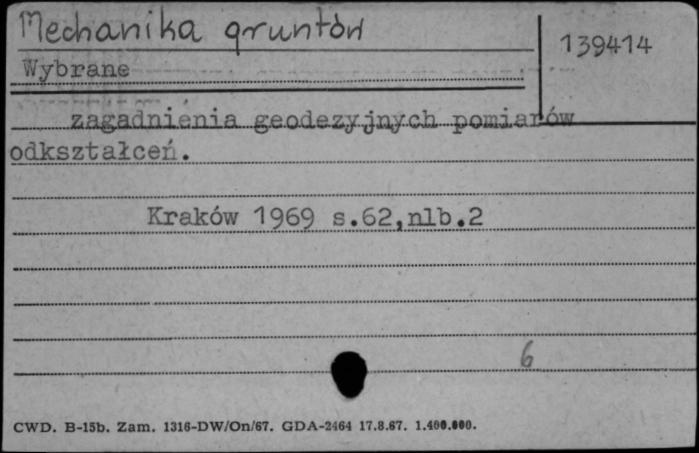 Mechanika gruntów
139414
Wybrane
zagadnienia geodezyjnych pomiarów
odkształceń.
Kraków 1969 s.62,nlb.2
6
CWD. B-15b. Zam. 1316-DW/On/67. GDA-2464 17.8.67. 1.400.000.